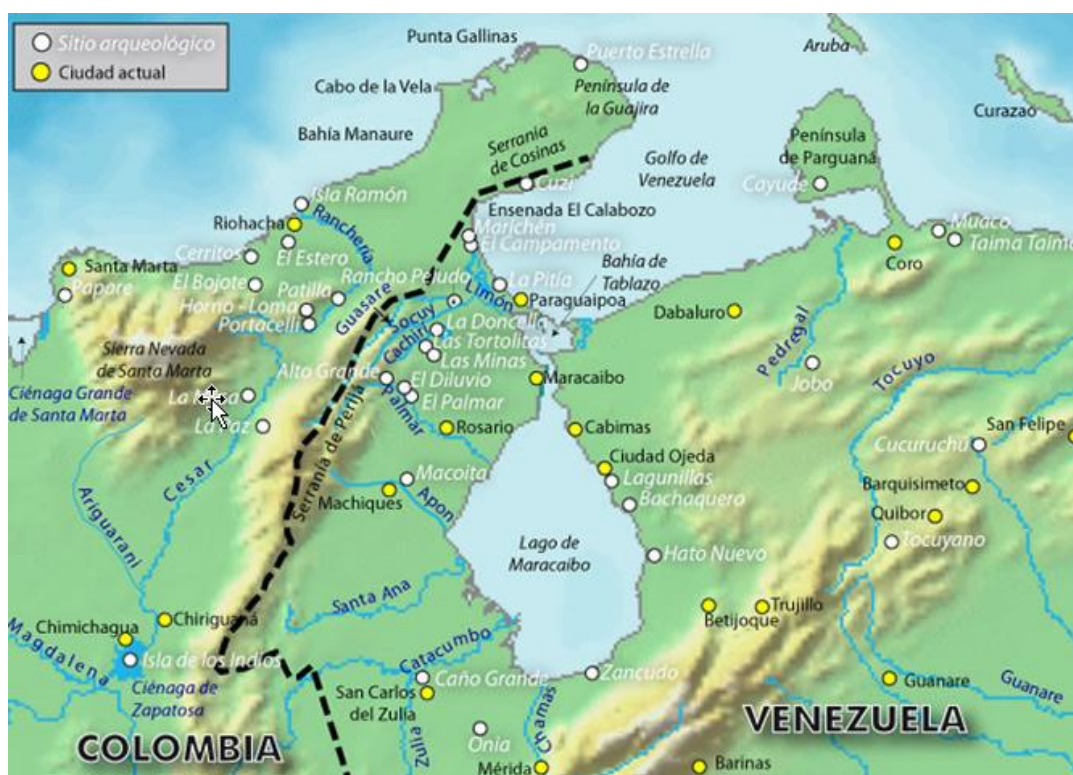 Sitio arqueológico
Ciudad actual
Punta Gallinas
Puerto Estrella
Aruba
Cabo de la Vela
Península de
la Guajira
Curazao
Bahía Manaure
Serranía
de Cosinas
Golfo de
Venezuela
Península
de Parguaná
Cuzi
Cayude
Isla Ramón
Ranchería
Ensenada El Calabozo
Riohacha
Marichén
El Campamento
Muaco
Taima Taima
Cerritos
El Estero
Coro
Santa Marta
Papare
El Bojote
Patilla
Rancho Peludo
La Pitía
Bahía de
Tablazo
Horno - Loma
Portacelli
Guasare
Socuy
Limón
Paraguaipoa
Cachirí
La Doncella
Las Tortolitas
Las Minas
Dabaluro
Pedregal
Sierra Nevada
de Santa Marta
Alto Grande
El Diluvio
El Palmar
Palmar
Maracaibo
Jobo
Tocuyo
Ciénaga Grande
de Santa Marta
La Paz
Rosario
Cabimas
San Felipe
Cucuruchú
Serranía de Perijá
Cesar
Ariguaraní
Macoita
Machiques
Apon
Ciudad Ojeda
Lagunillas
Bachaquero
Barquisimeto
Quibor
Tocuyano
Lago de
Maracaibo
Hato Nuevo
Santa Ana
Chiriguaná
Chimichagua
Betijoque
Trujillo
Magdalena
Isla de los Indios
Catacumbo
Caño Grande
Zançudo
Ciénaga de
Zapatosa
San Carlos
del Zulia
Zulia
Guanare
Guanare
Onia
Chamas
COLOMBIA
VENEZUELA
Mérida
Barinas